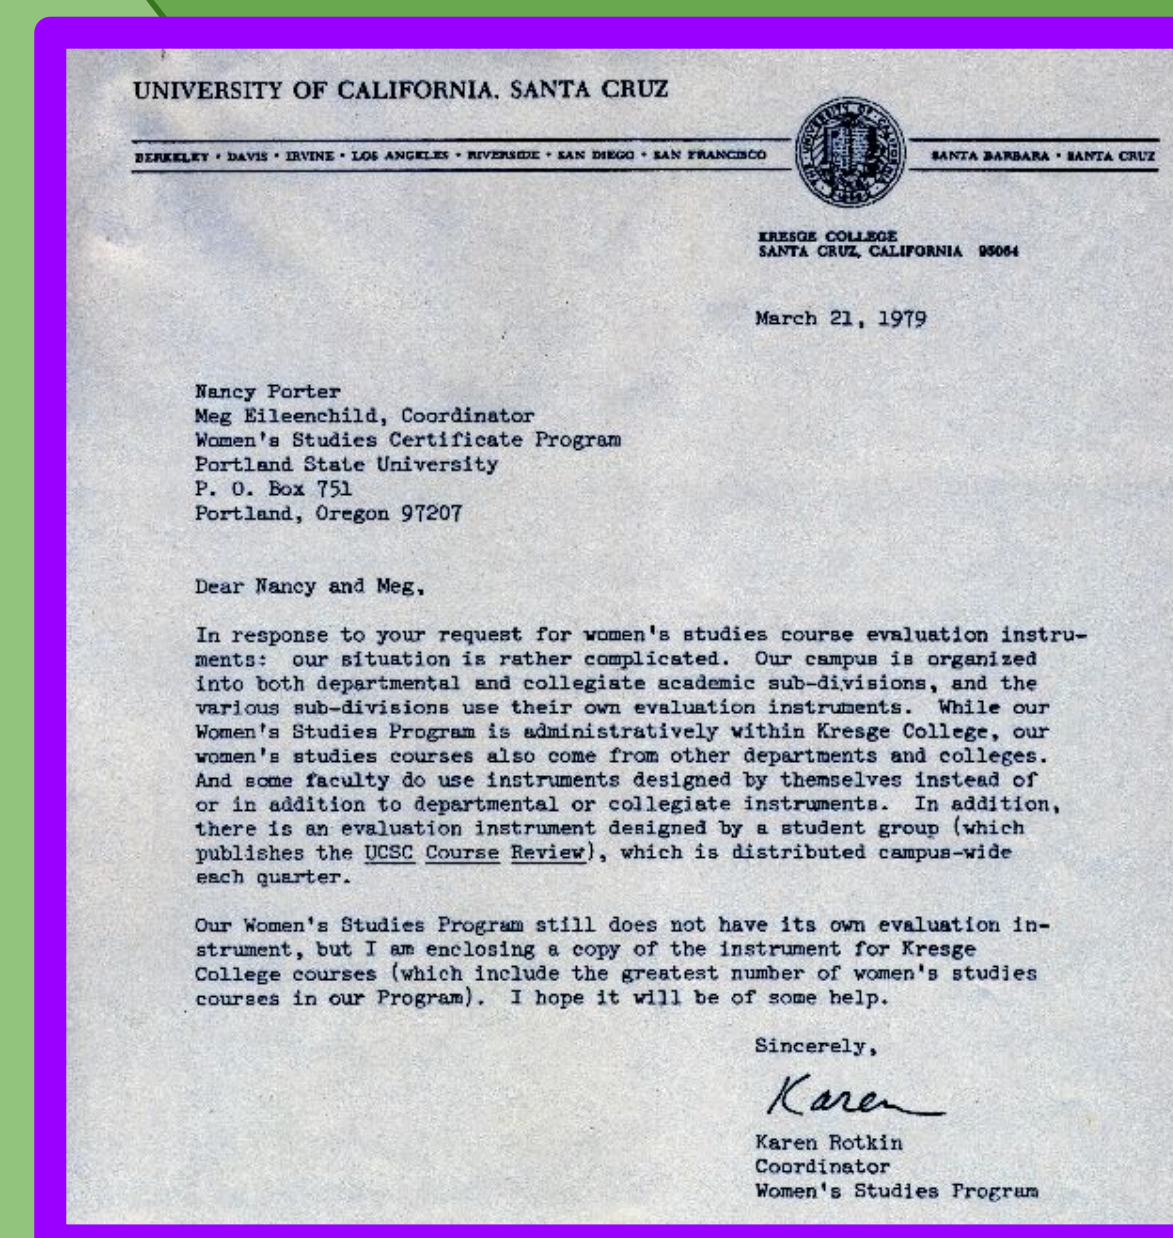 UNIVERSITY OF CALIFORNIA, SANTA CRUZ
BERKELEY • DAVIS • IRVINE • LOS ANGELES • RIVERSIDE • SAN DIEGO • SAN FRANCISCO
SANTA BARBARA • SANTA CRUZ
KRESGE COLLEGE
SANTA CRUZ, CALIFORNIA 95064
March 21, 1979
Nancy Porter
Meg Eileenchild, Coordinator
Women's Studies Certificate Program
Portland State University
P. O. Box 751
Portland, Oregon 97207
Dear Nancy and Meg,
In response to your request for women's studies course evaluation instru-
ments: our situation is rather complicated. Our campus is organized
into both departmental and collegiate academic sub-divisions, and the
various sub-divisions use their own evaluation instruments. While our
Women's Studies Program is administratively within Kresge College, our
women's studies courses also come from other departments and colleges.
And some faculty do use instruments designed by themselves instead of
or in addition to departmental or collegiate instruments. In addition,
there is an evaluation instrument designed by a student group (which
publishes the UCSC Course Review), which is distributed campus-wide
each quarter.
Our Women's Studies Program still does not have its own evaluation in-
strument, but I am enclosing a copy of the instrument for Kresge
College courses (which include the greatest number of women's studies
courses in our Program). I hope it will be of some help.
Sincerely,
Karen
Karen Rotkin
Coordinator
Women's Studies Program